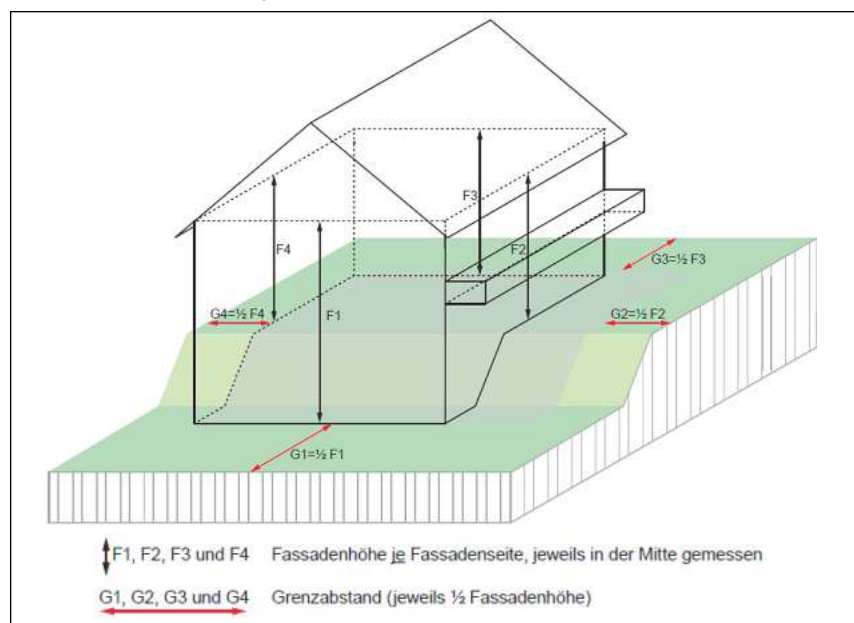 F3
F4
F2
G3=½ F3
G4=½ F4
F1
G2=½ F2
G1=½ F1
F1, F2, F3 und F4 Fassadenhöhe je Fassadenseite, jeweils in der Mitte gemessen
G1, G2, G3 und G4 Grenzabstand (jeweils ½ Fassadenhöhe)